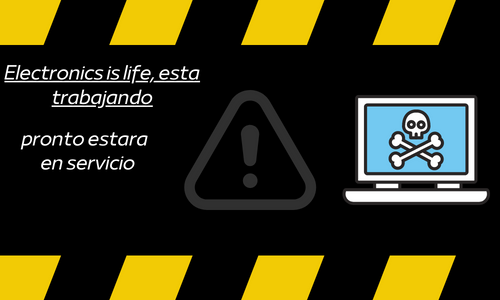 Electronics is life, esta
trabajando
pronto estara
en servicio